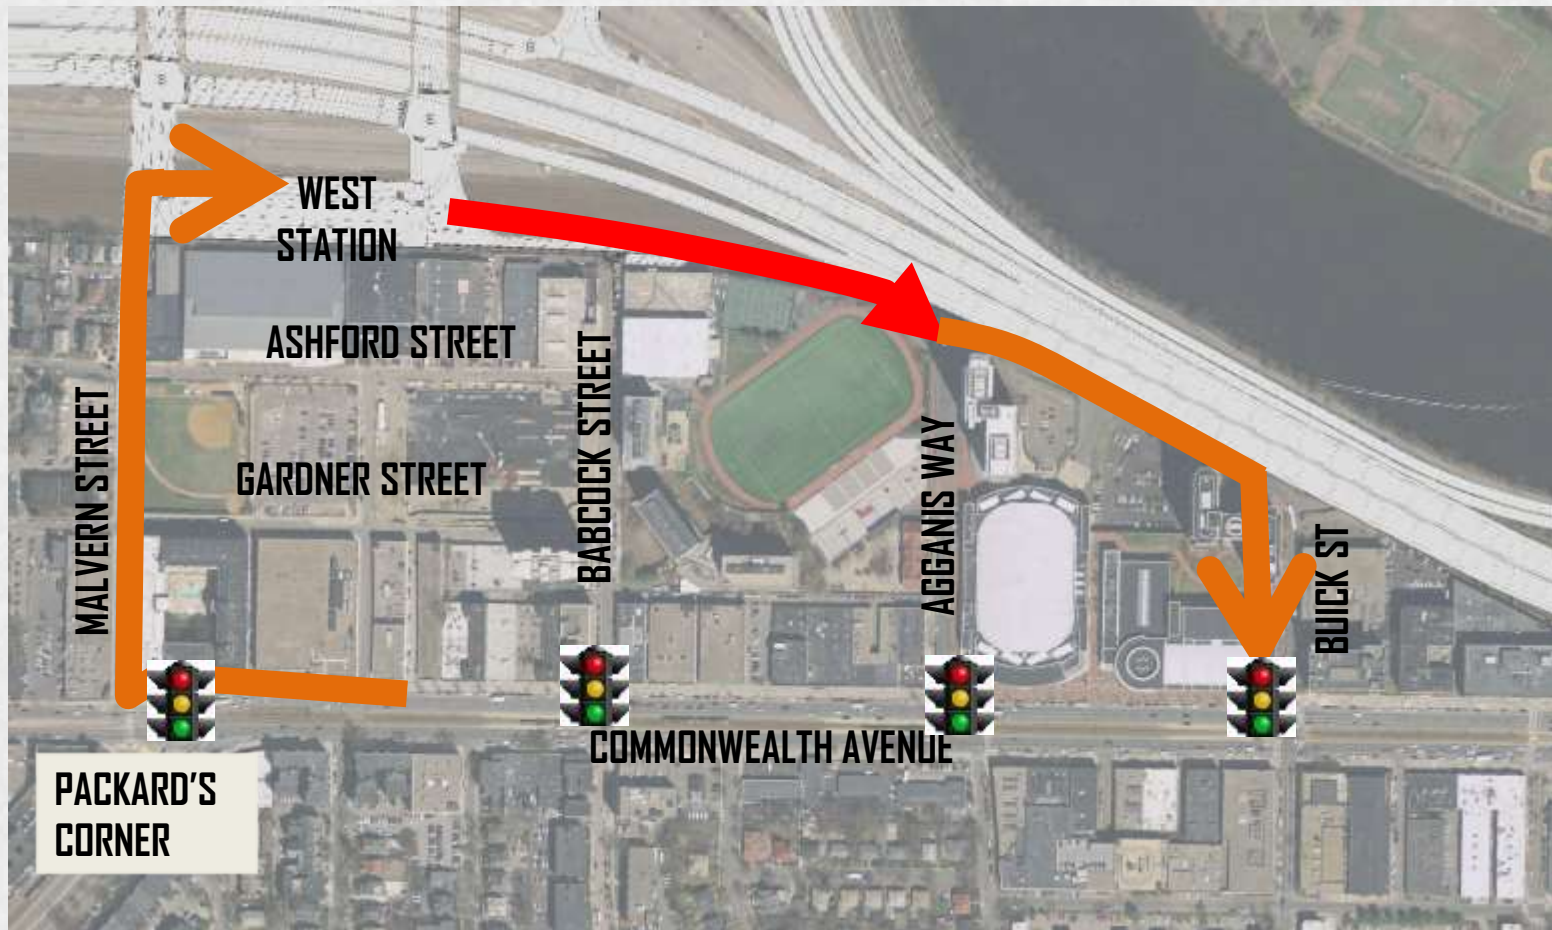 WEST
STATION
ASHFORD STREET
GARDNER STREET
MALVERN STREET
BABCOCK STREET
AGGANIS WAY
BUICK ST
COMMONWEALTH AVENUE
PACKARD'S
CORNER